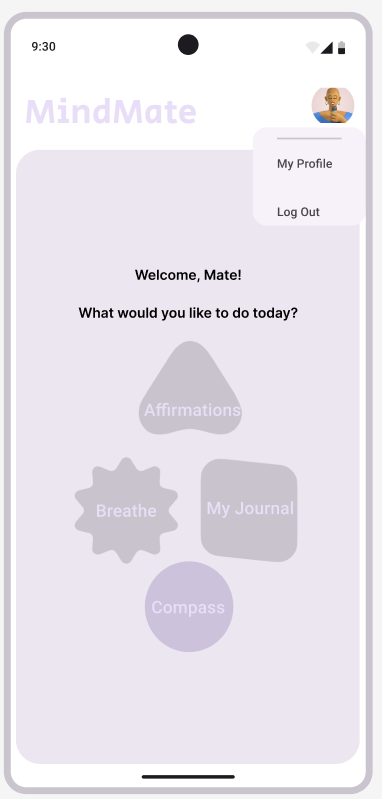 9:30
MindMate
My Profile
Log Out
Welcome, Mate!
What would you like to do today?
Affirmations
Breathe
My Journal
Compass